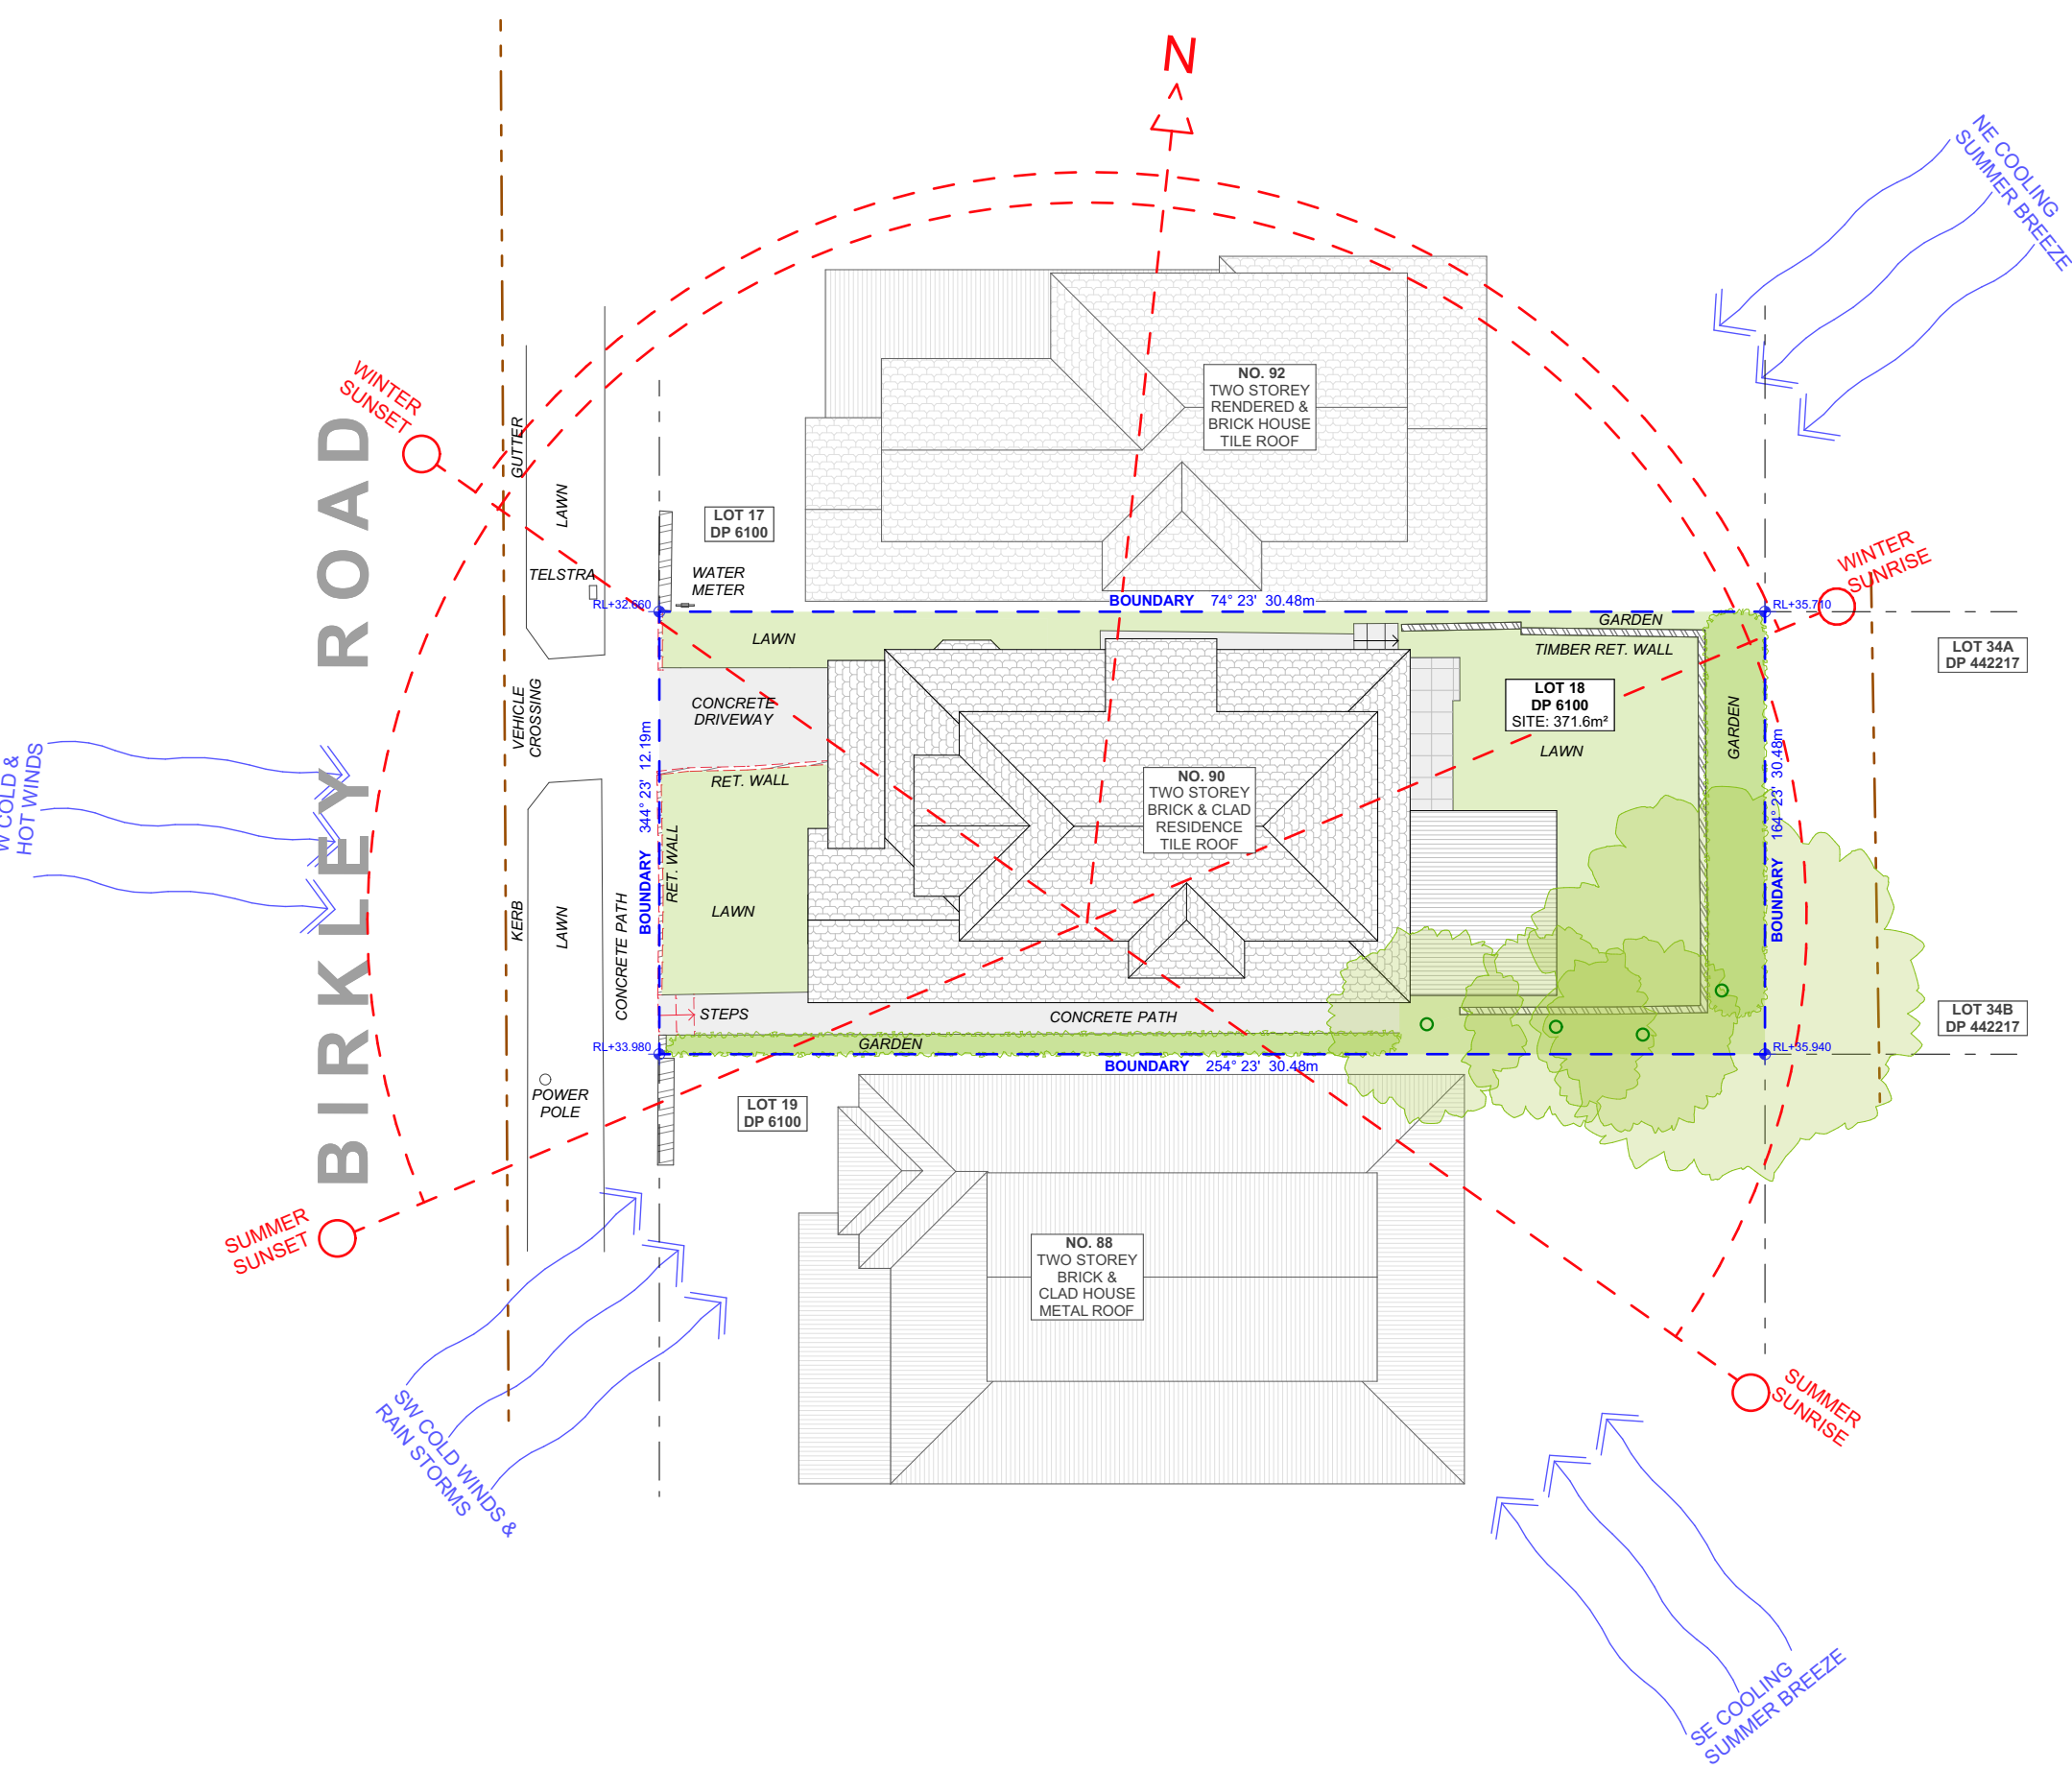 N
NE COOLING
SUMMER BREEZE
WINTER
SUNSET
GUTTER
LAWN
NO. 92
TWO STOREY
RENDERED &
BRICK HOUSE
TILE ROOF
LOT 17
DP 6100
TELSTRA
WATER
METER
WINTER
SUNRISE
RL+32.660
BOUNDARY 74° 23' 30.48m
RL+35.710
GARDEN
LAWN
TIMBER RET. WALL
LOT 34A
DP 442217
BIRKLEY ROAD
VEHICLE
CROSSING
CONCRETE
DRIVEWAY
LOT 18
DP 6100
SITE: 371.6m²
LAWN
GARDEN
BOUNDARY 344° 23' 12.19m
RET. WALL
RET. WALL
NO. 90
TWO STOREY
BRICK & CLAD
RESIDENCE
TILE ROOF
BOUNDARY 164° 23' 30.48m
W COLD &
HOT WINDS
KERB
LAWN
CONCRETE PATH
LAWN
STEPS
CONCRETE PATH
LOT 34B
DP 442217
RL+33.980
GARDEN
RL+35.940
BOUNDARY 254° 23' 30.48m
POWER
POLE
LOT 19
DP 6100
SUMMER
SUNSET
NO. 88
TWO STOREY
BRICK &
CLAD HOUSE
METAL ROOF
SUMMER
SUNRISE
SW COLD WINDS &
RAIN STORMS
SE COOLING
SUMMER BREEZE